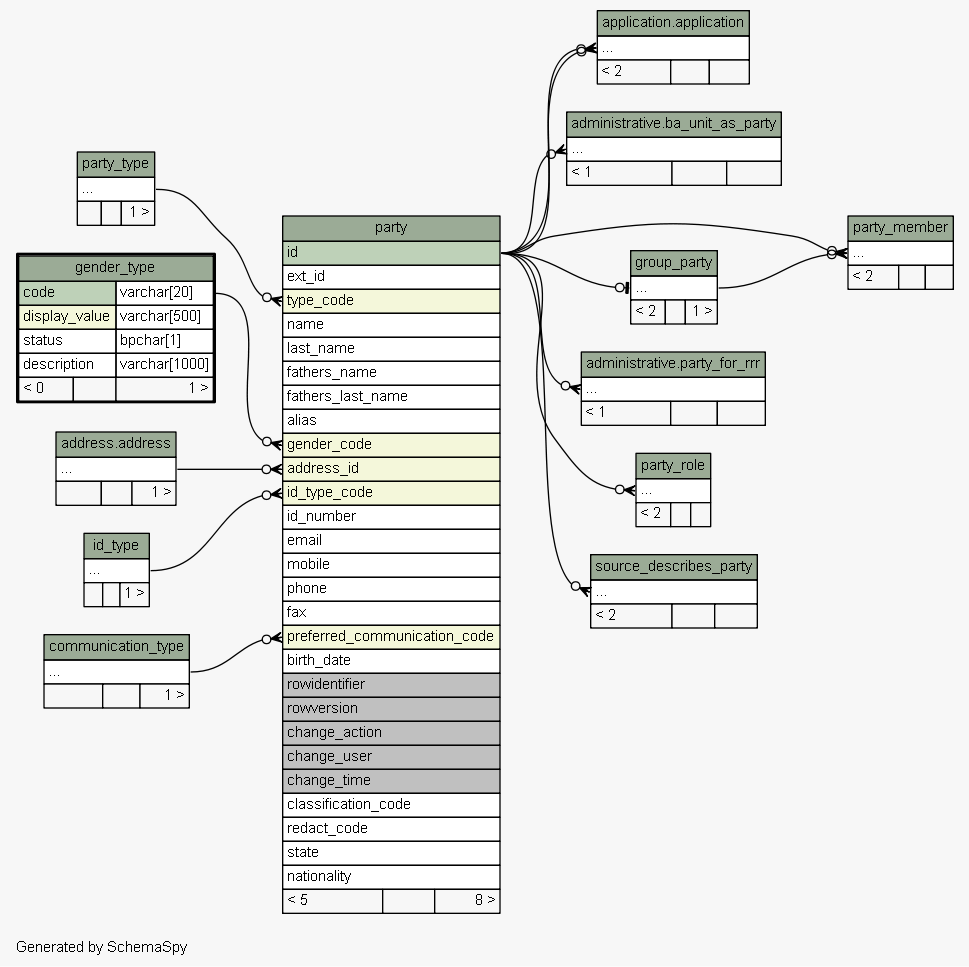 application.application
...
< 2
administrative.ba_unit_as_party
...
< 1
party_type
...
1 >
party
id
ext_id
type_code
name
last_name
fathers_name
fathers_last_name
alias
gender_code
address_id
id_type_code
id_number
email
mobile
phone
fax
preferred_communication_code
birth_date
rowidentifier
rowversion
change_action
change_user
change_time
classification_code
redact_code
state
nationality
< 5 8 >
party_member
...
< 2
group_party
...
< 2 1 >
gender_type
code varchar[20]
display_value varchar[500]
status bpchar[1]
description varchar[1000]
< 0 1 >
administrative.party_for_rrr
...
< 1
address.address
...
1 >
party_role
...
< 2
id_type
...
1 >
source_describes_party
...
< 2
communication_type
...
1 >
Generated by SchemaSpy